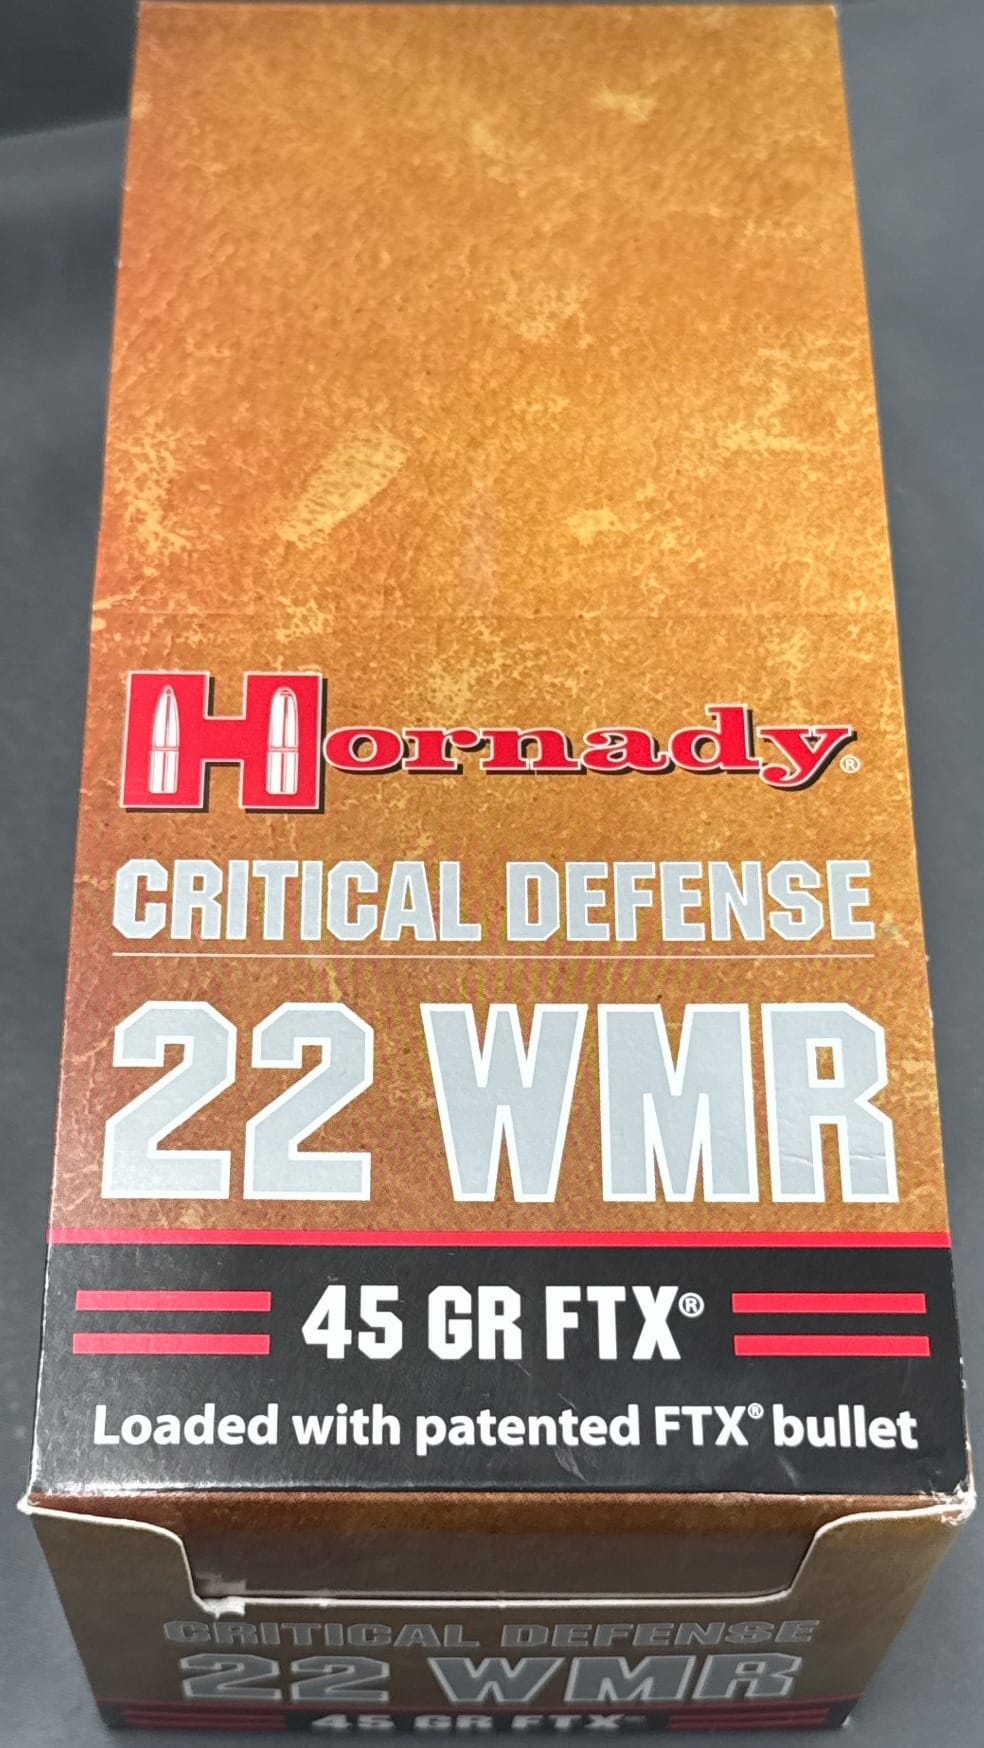 Hornady®
CRITICAL DEFENSE
22 WMR
45 GR FTX®
Loaded with patented FTX® bullet
CRITICAL DEFENSE
22 WMR
45 GR FTX®